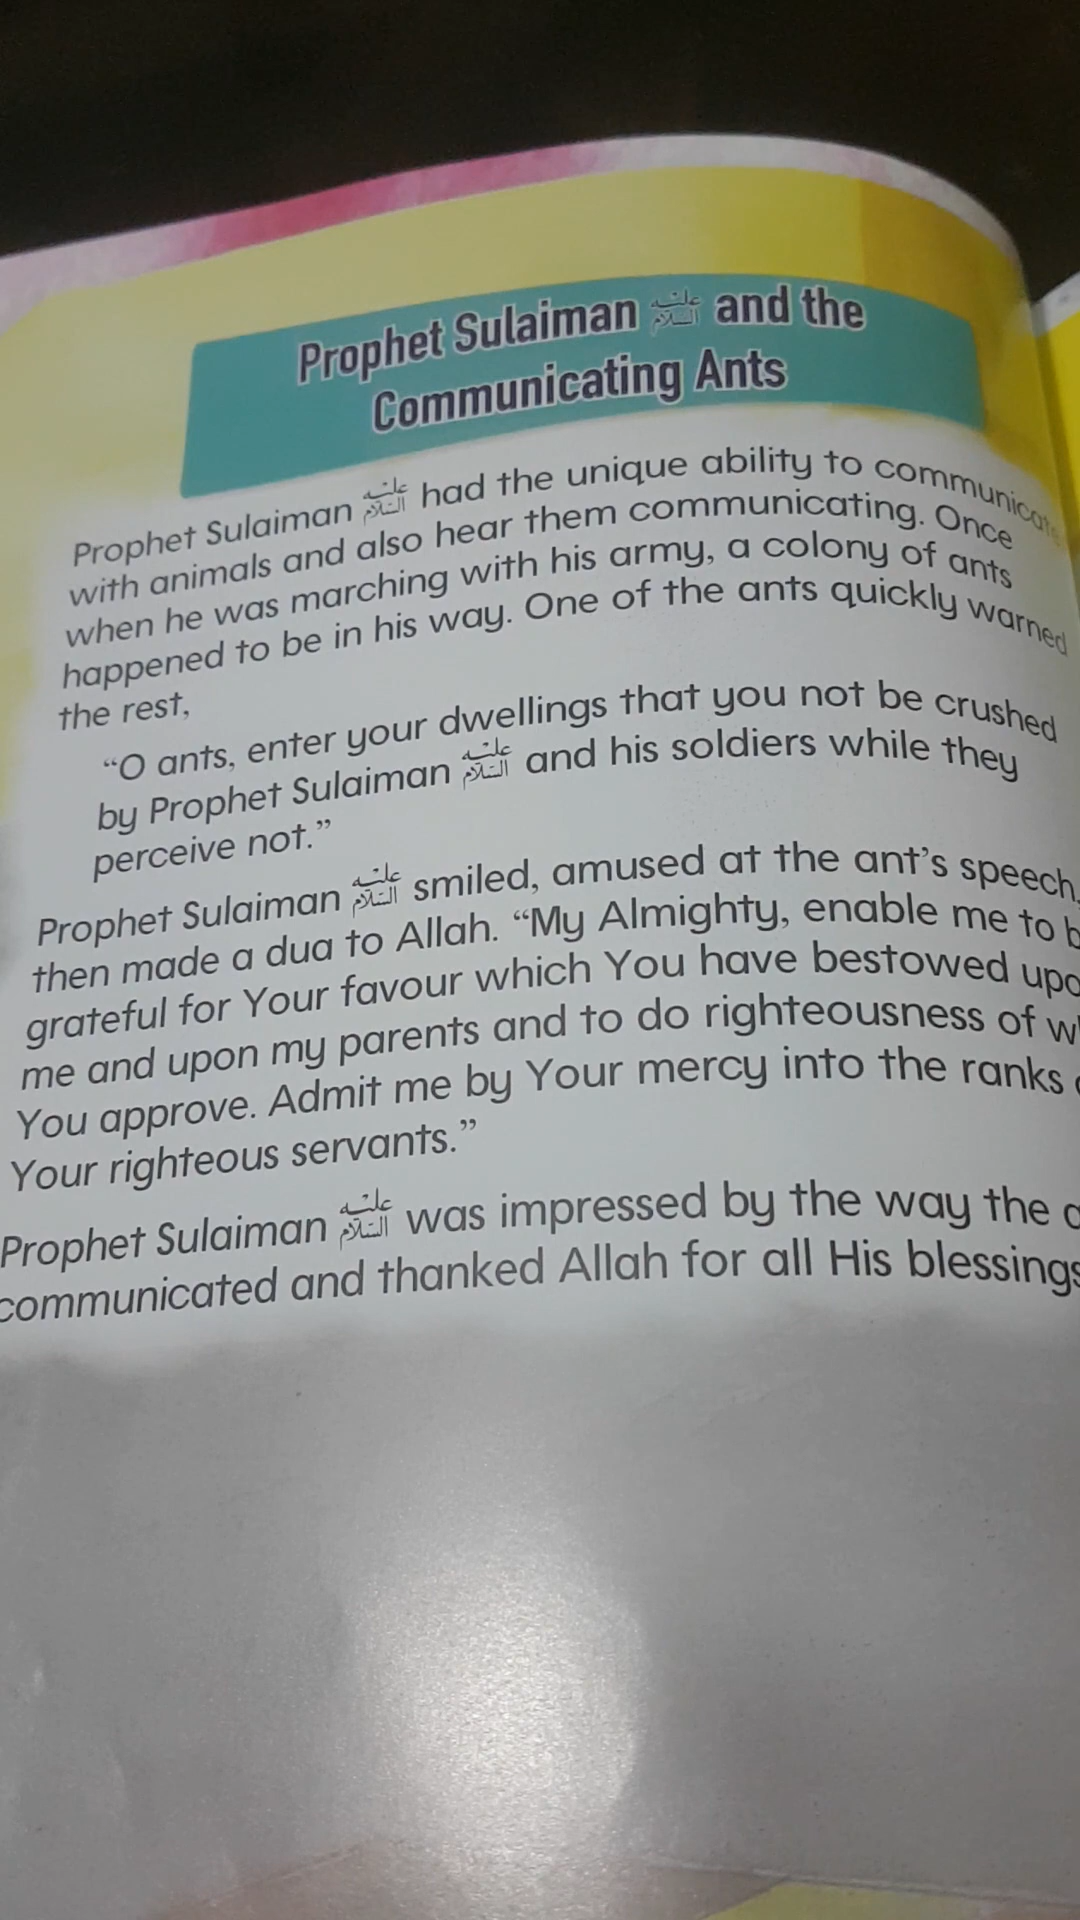 Prophet Sulaiman عليه السلام and the
Communicating Ants
Prophet Sulaiman عليه السلام had the unique ability to communicate
with animals and also hear them communicating. Once
when he was marching with his army, a colony of ants
happened to be in his way. One of the ants quickly warned
the rest,
“O ants, enter your dwellings that you not be crushed
by Prophet Sulaiman عليه السلام and his soldiers while they
perceive not.”
Prophet Sulaiman عليه السلام smiled, amused at the ant’s speech,
then made a dua to Allah. “My Almighty, enable me to
grateful for Your favour which You have bestowed
me and upon my parents and to do righteousness of
You approve. Admit me by Your mercy into the ranks
Your righteous servants.”
Prophet Sulaiman عليه السلام was impressed by the way the
communicated and thanked Allah for all His blessings